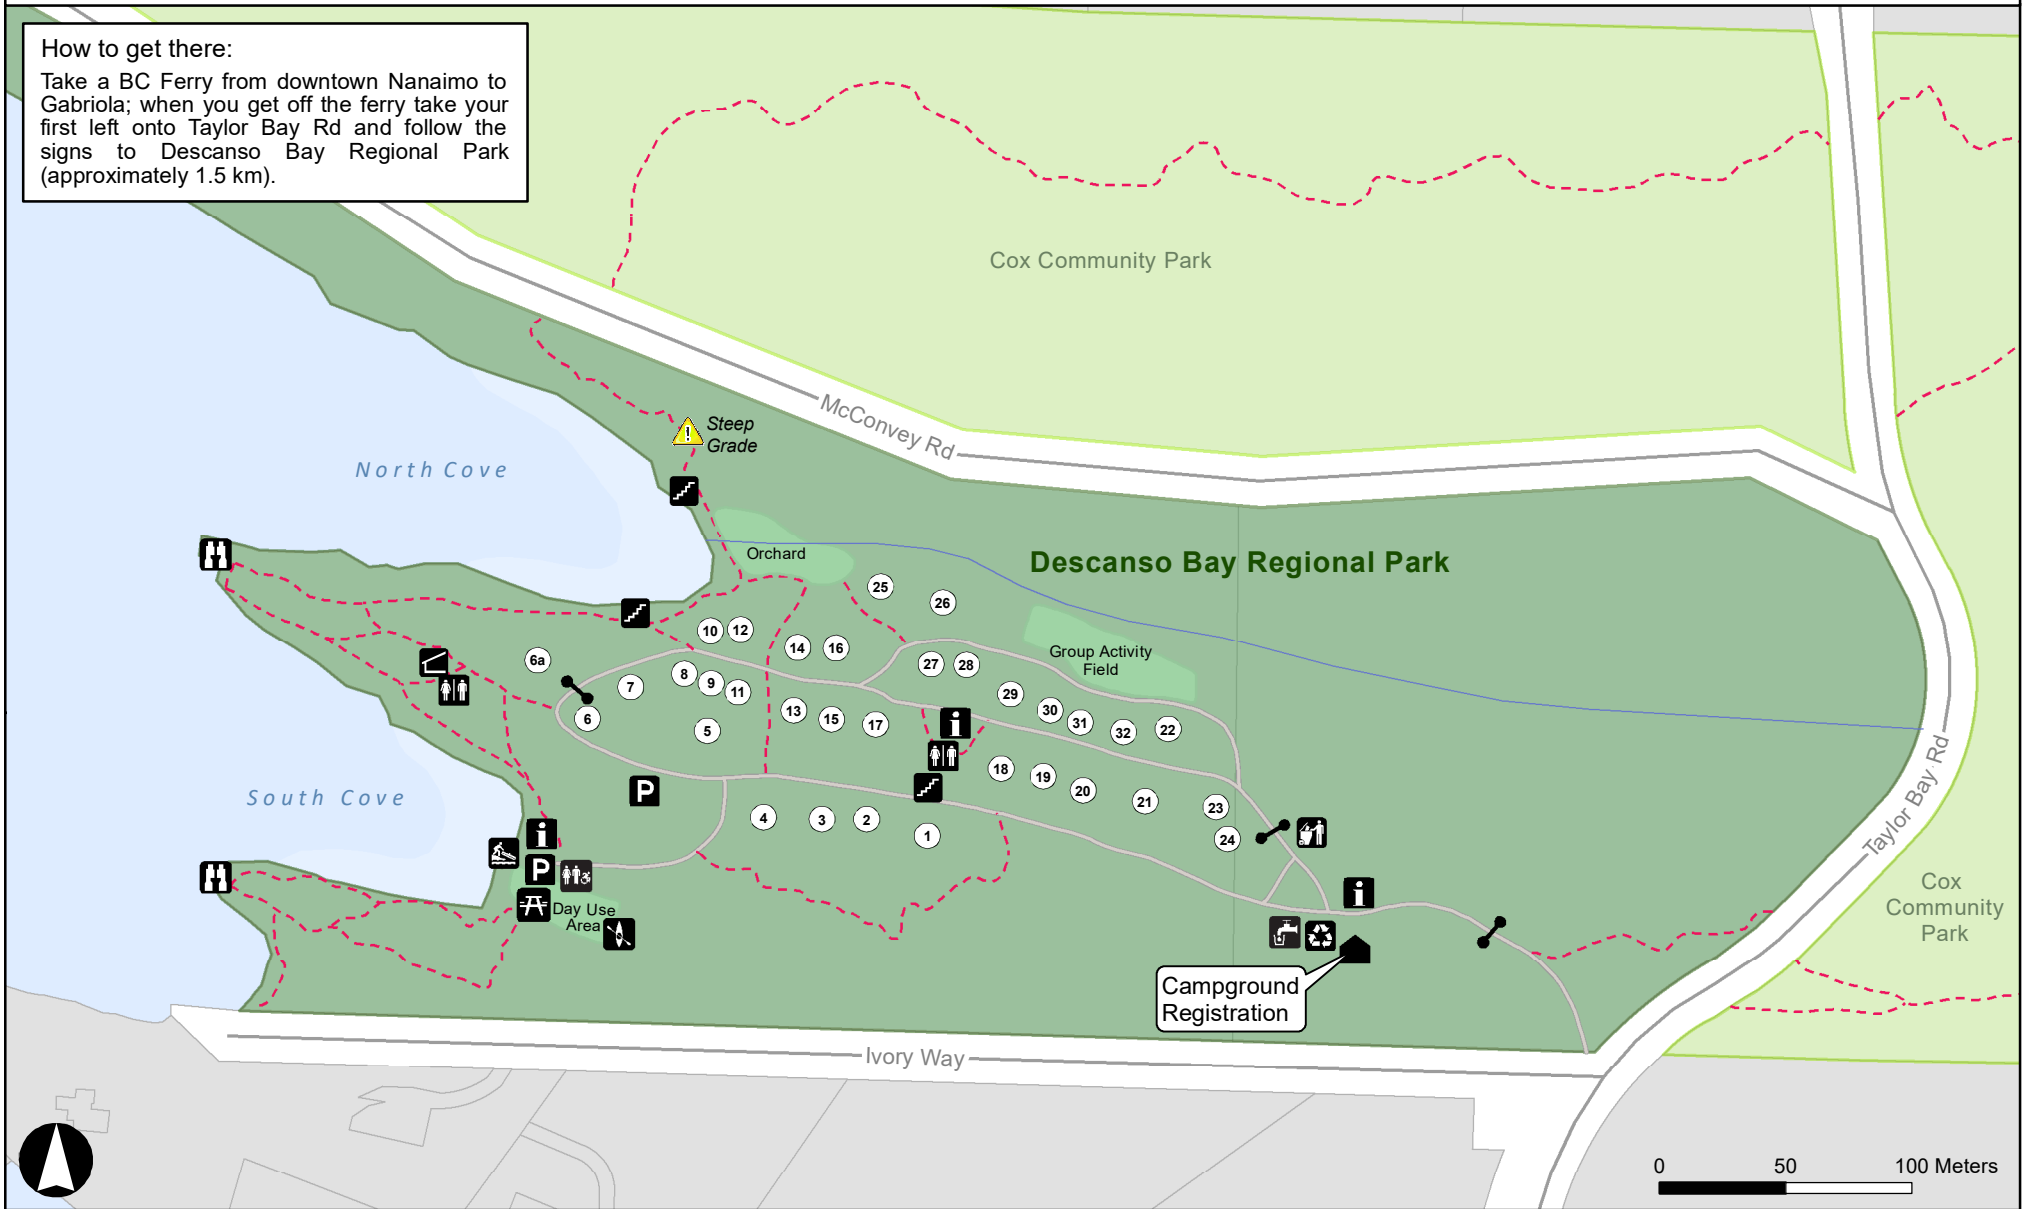 How to get there:
Take a BC Ferry from downtown Nanaimo to
Gabriola; when you get off the ferry take your
first left onto Taylor Bay Rd and follow the
signs to Descanso Bay Regional Park
(approximately 1.5 km).
Cox Community Park
McConvey Rd
Steep
Grade
North Cove
Orchard
Descanso Bay Regional Park
25
26
10
12
14
16
6a
27
28
Group Activity
Field
8
9
11
7
6
29
30
31
32
22
13
15
17
5
i
18
19
20
21
23
24
P
South Cove
4
3
2
1
i
P
Day Use
Area
i
Taylor Bay Rd
Cox
Community
Park
Campground
Registration
Ivory Way
0 50 100 Meters